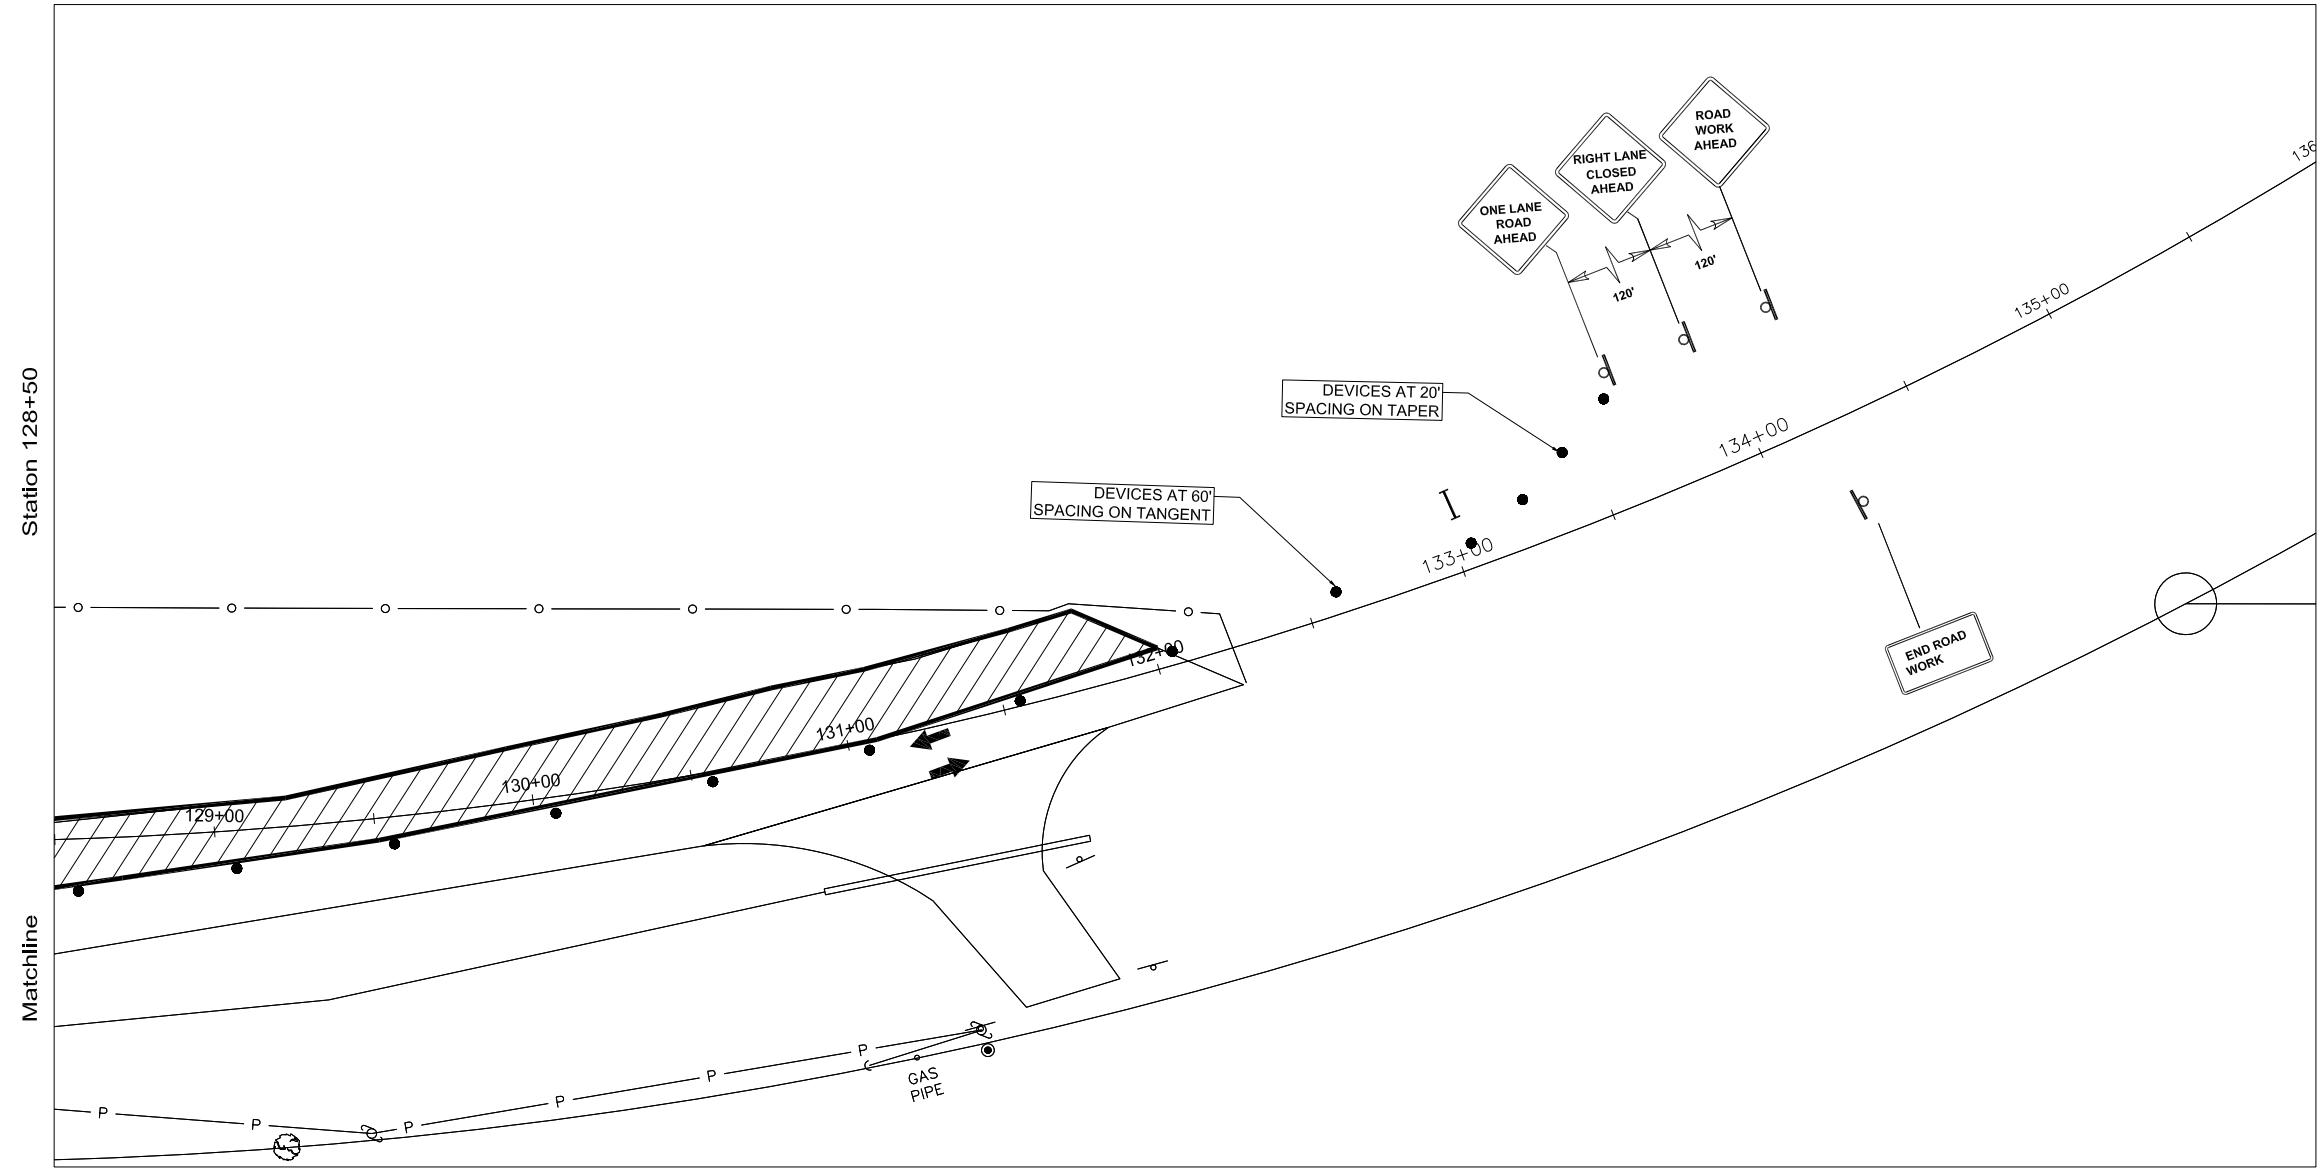 ROAD
WORK
AHEAD
RIGHT LANE
CLOSED
AHEAD
ONE LANE
ROAD
AHEAD
120'
120'
136
135+00
134+00
133+00
132+00
131+00
130+00
129+00
DEVICES AT 20'
SPACING ON TAPER
DEVICES AT 60'
SPACING ON TANGENT
END ROAD
WORK
Station 128+50
Matchline
P
P
P
P
P
P
GAS
PIPE